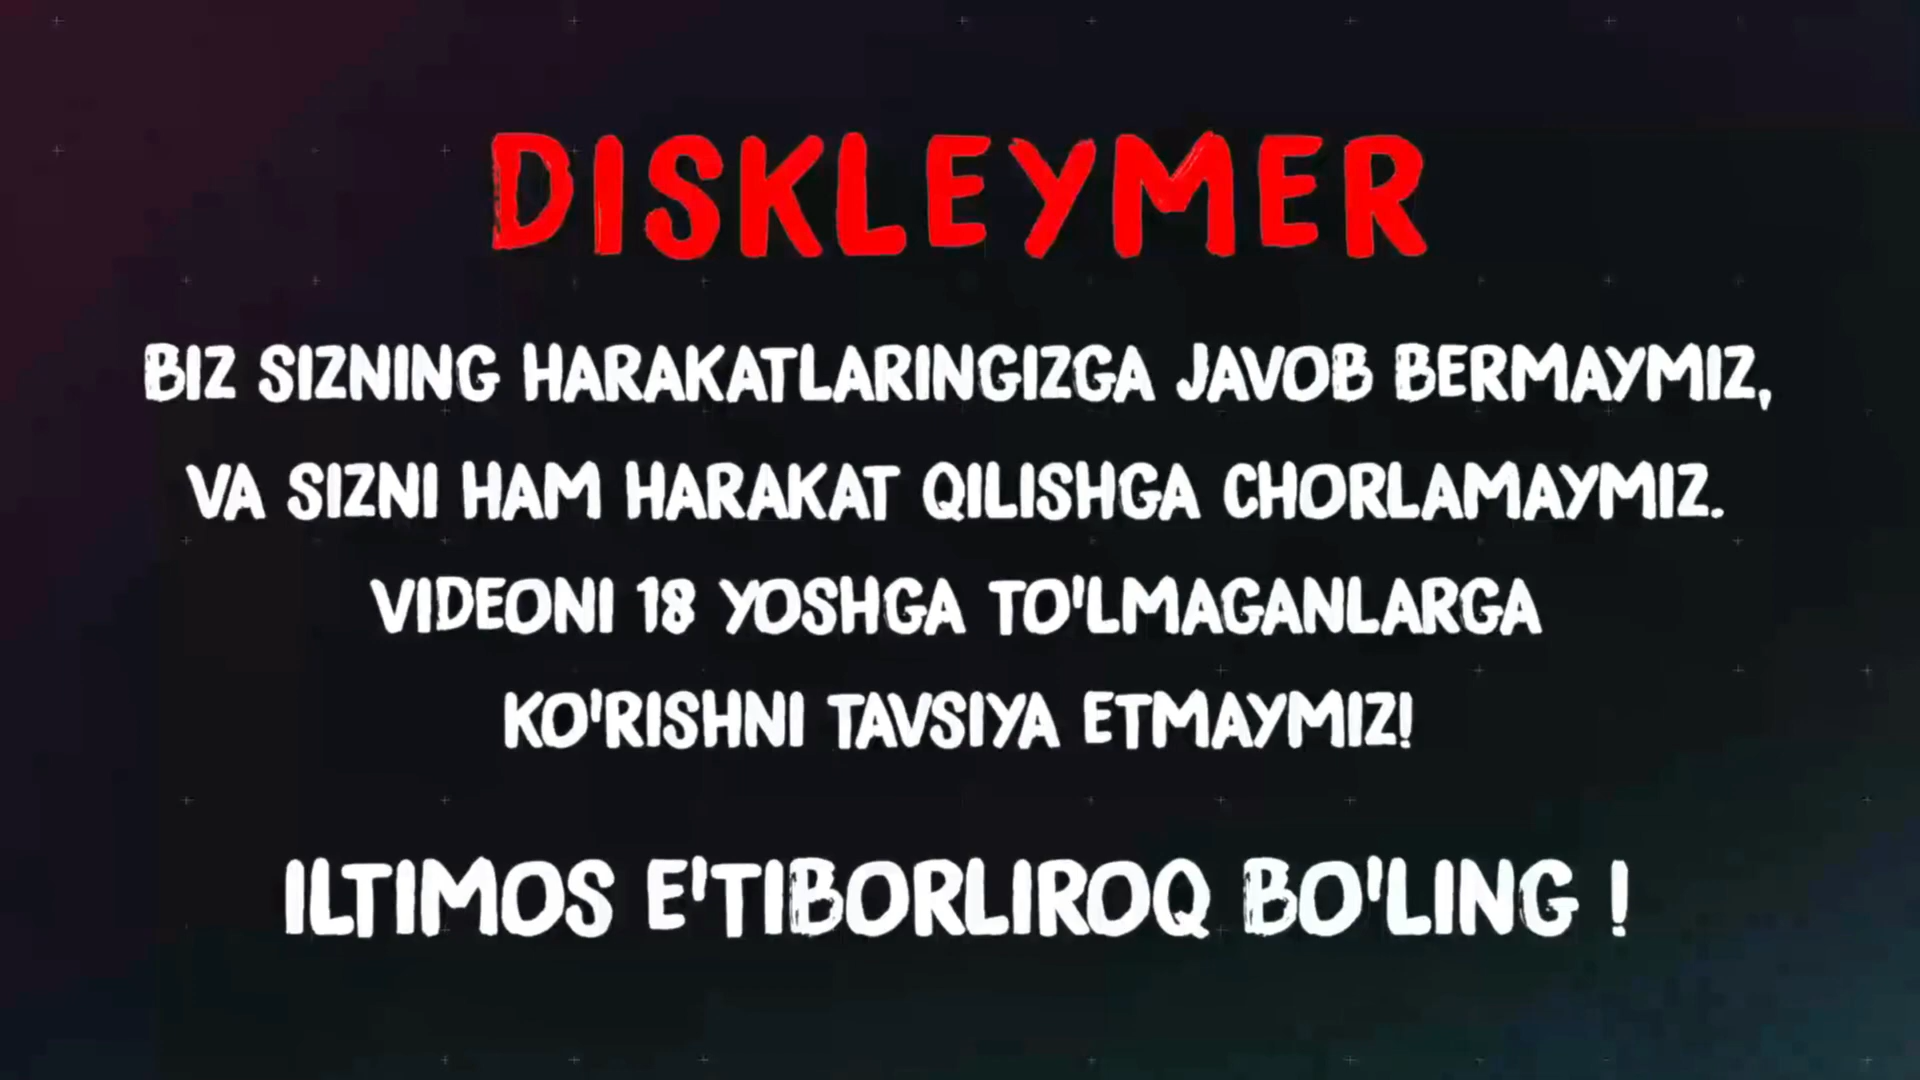 DISKLEYMER
BIZ SIZNING HARAKATLARINGIZGA JAVOB BERMAYMIZ,
VA SIZNI HAM HARAKAT QILISHGA CHORLAMAYMIZ.
VIDEONI 18 YOSHGA TO'LMAGANLARGA
KO'RISHNI TAVSIYA ETMAYMIZ!
ILTIMOS E'TIBORLIROQ BO'LING !